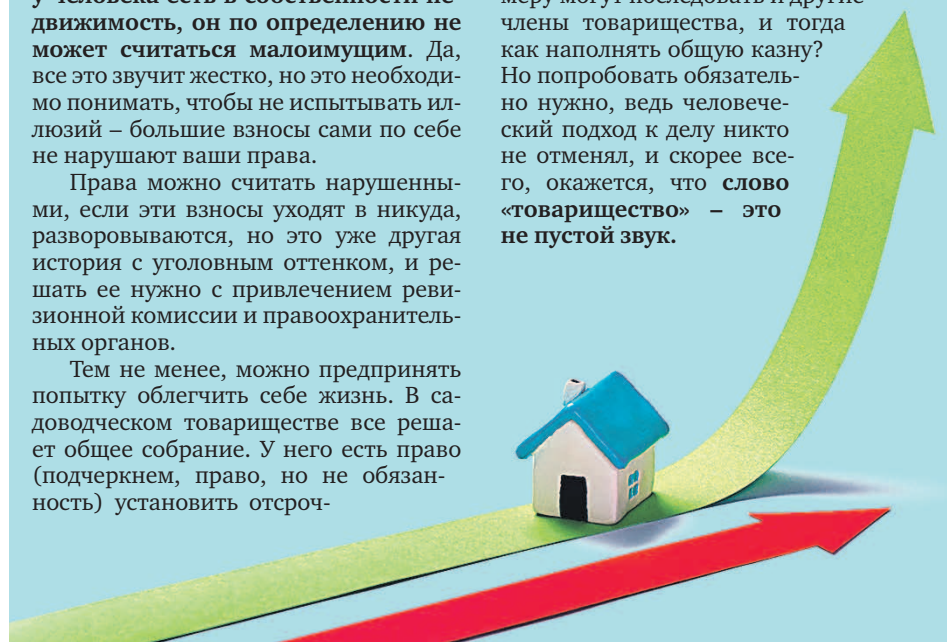 у человека есть в собственности не-
движимость, он по определению не
может считаться малоимущим. Да,
все это звучит жестко, но это необходи-
мо понимать, чтобы не испытывать ил-
люзий – большие взносы сами по себе
не нарушают ваши права.
Права можно считать нарушенны-
ми, если эти взносы уходят в никуда,
разворовываются, но это уже другая
история с уголовным оттенком, и ре-
шать ее нужно с привлечением реви-
зионной комиссии и правоохранитель-
ных органов.
Тем не менее, можно предпринять
попытку облегчить себе жизнь. В са-
доводческом товариществе все реша-
ет общее собрание. У него есть право
(подчеркнем, право, но не обязан-
ность) установить отсроч-
меру могут последовать и другие
члены товарищества, и тогда
как наполнять общую казну?
Но попробовать обязатель-
но нужно, ведь человече-
ский подход к делу никто
не отменял, и скорее все-
го, окажется, что слово
«товарищество» – это
не пустой звук.